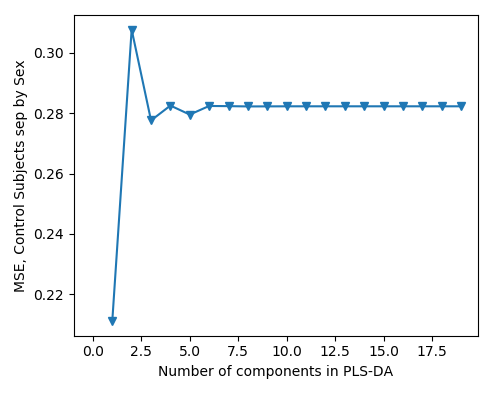 MSE, Control Subjects sep by Sex
0.30
0.28
0.26
0.24
0.22
0.0 2.5 5.0 7.5 10.0 12.5 15.0 17.5
Number of components in PLS-DA